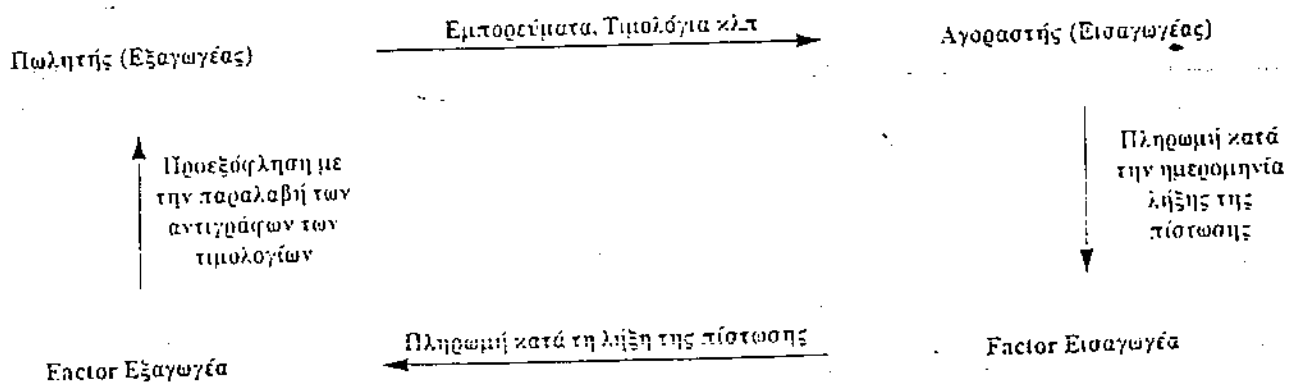 Εμπορεύματα, Τιμολόγια κλπ
Πωλητής (Εξαγωγέας)
Αγοραστής (Εισαγωγέας)
Προεξόφληση με
την παραλαβή των
αντιγράφων των
τιμολογίων
Πληρωμή κατά
την ημερομηνία
λήξης της
πίστωσης
Πληρωμή κατά τη λήξη της πίστωσης
Factor Εξαγωγέα
Factor Εισαγωγέα